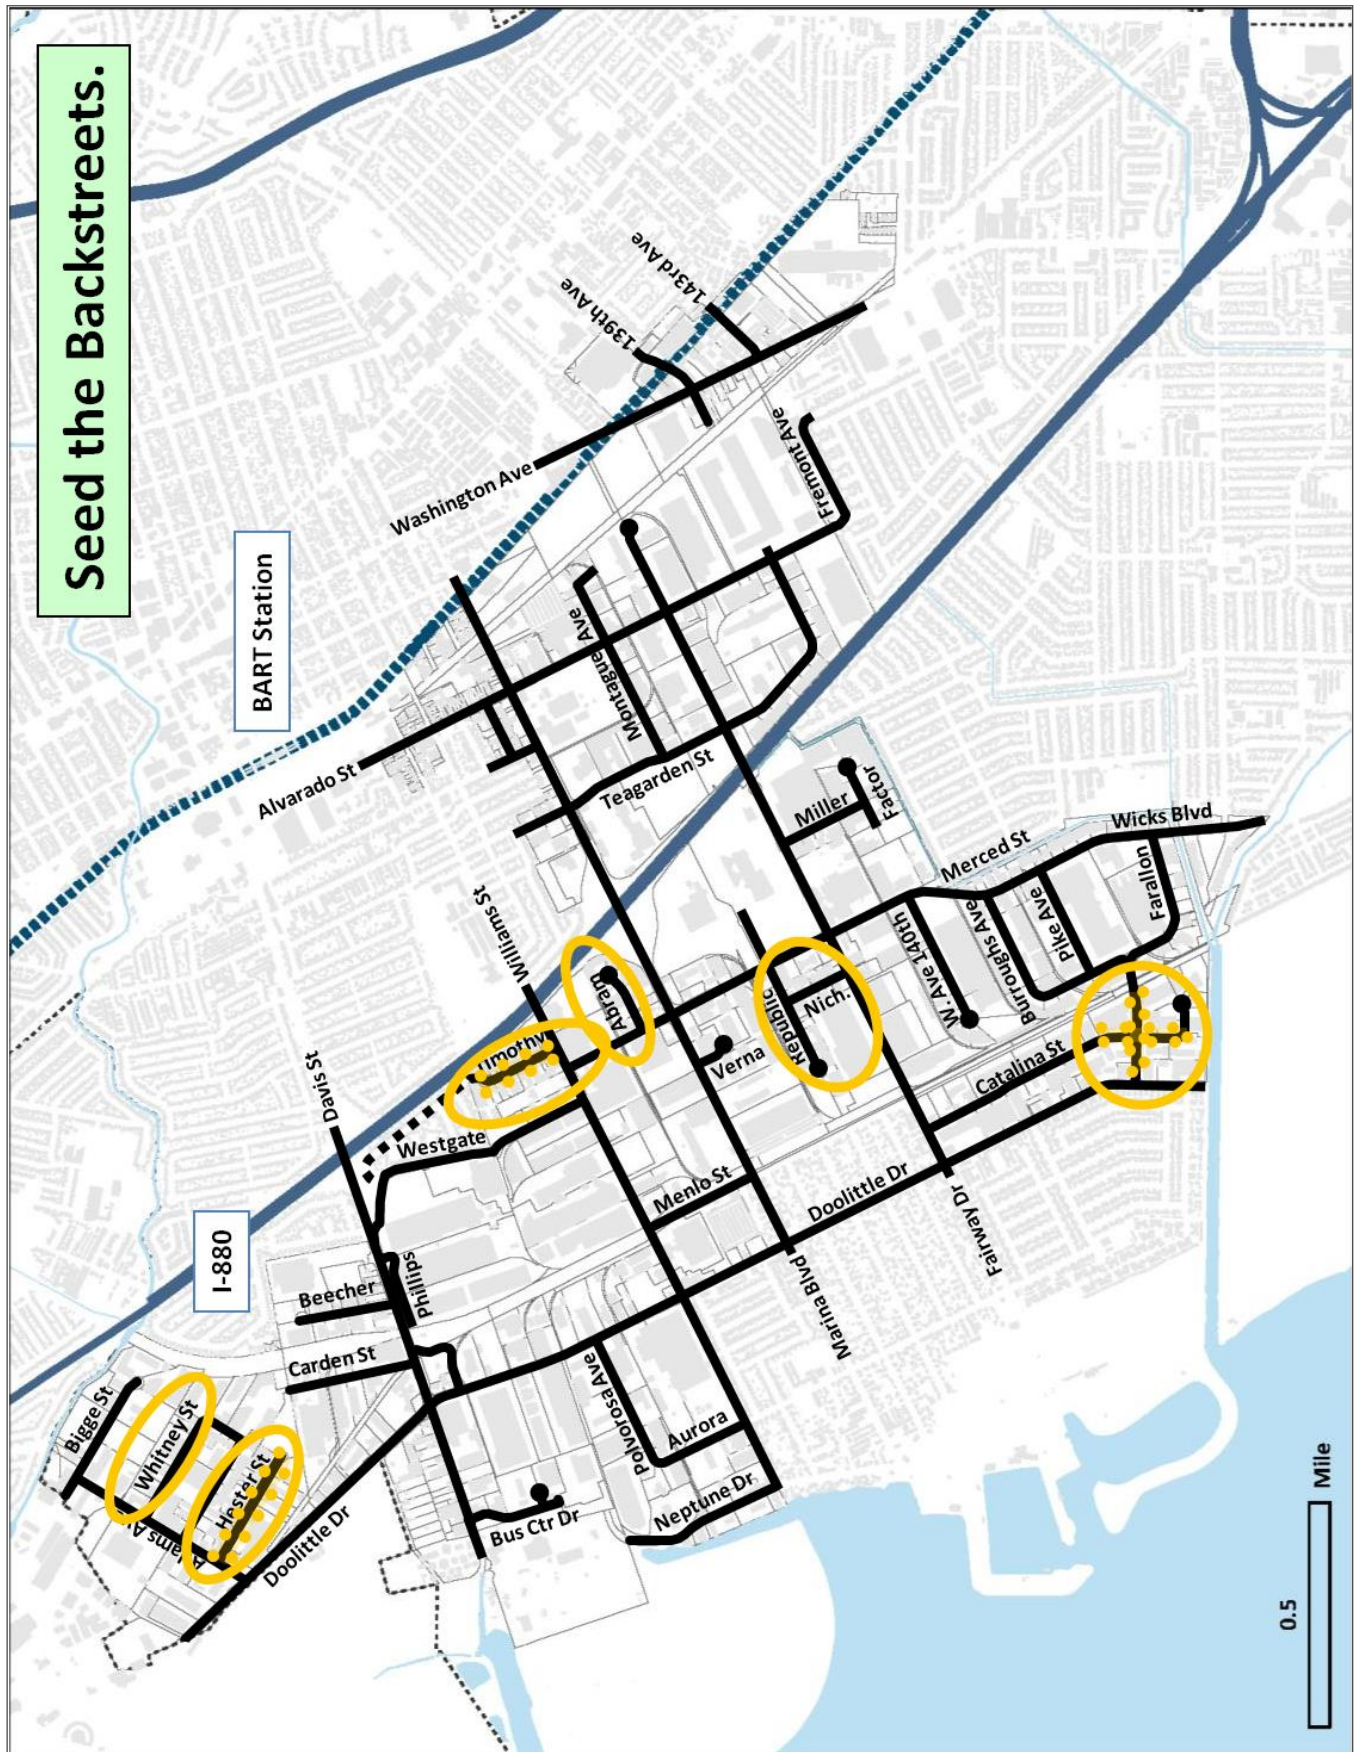 Seed the Backstreets.
BART Station
I-880
143rd Ave
139th Ave
Washington Ave
Fremont Ave
Montague Ave
Alvarado St
Teagarden St
Miller
Factor
Merced St
Wicks Blvd
Farallon
Pike Ave
Burroughs Ave
W. Ave 140th
Williams St
Abram
Timothy
Republic
Nich.
Verna
Catalina St
Davis St
Westgate
Menlo St
Doolittle Dr
Fairway Dr
Marina Blvd
Beecher
Phillips
Carden St
Polvorosa Ave
Aurora
Neptune Dr
Bus Ctr Dr
Bigge St
Whitney St
Hester St
Adams Av
Doolittle Dr
0.5
Mile